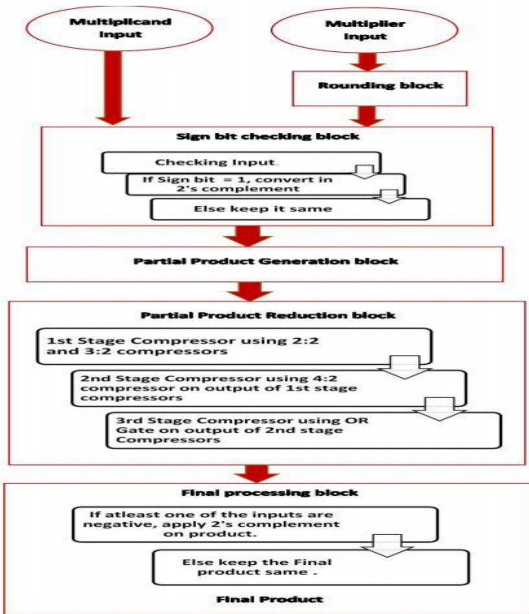 Multiplicand
Input
Multiplier
Input
Rounding block
Sign bit checking block
Checking Input
If Sign bit = 1, convert in
2's complement
Else keep it same
Partial Product Generation block
Partial Product Reduction block
1st Stage Compressor using 2:2
and 3:2 compressors
2nd Stage Compressor using 4:2
compressor on output of 1st stage
compressors
3rd Stage Compressor using OR
Gate on output of 2nd stage
Compressors
Final processing block
If atleast one of the inputs are
negative, apply 2's complement
on product.
Else keep the Final
product same .
Final Product